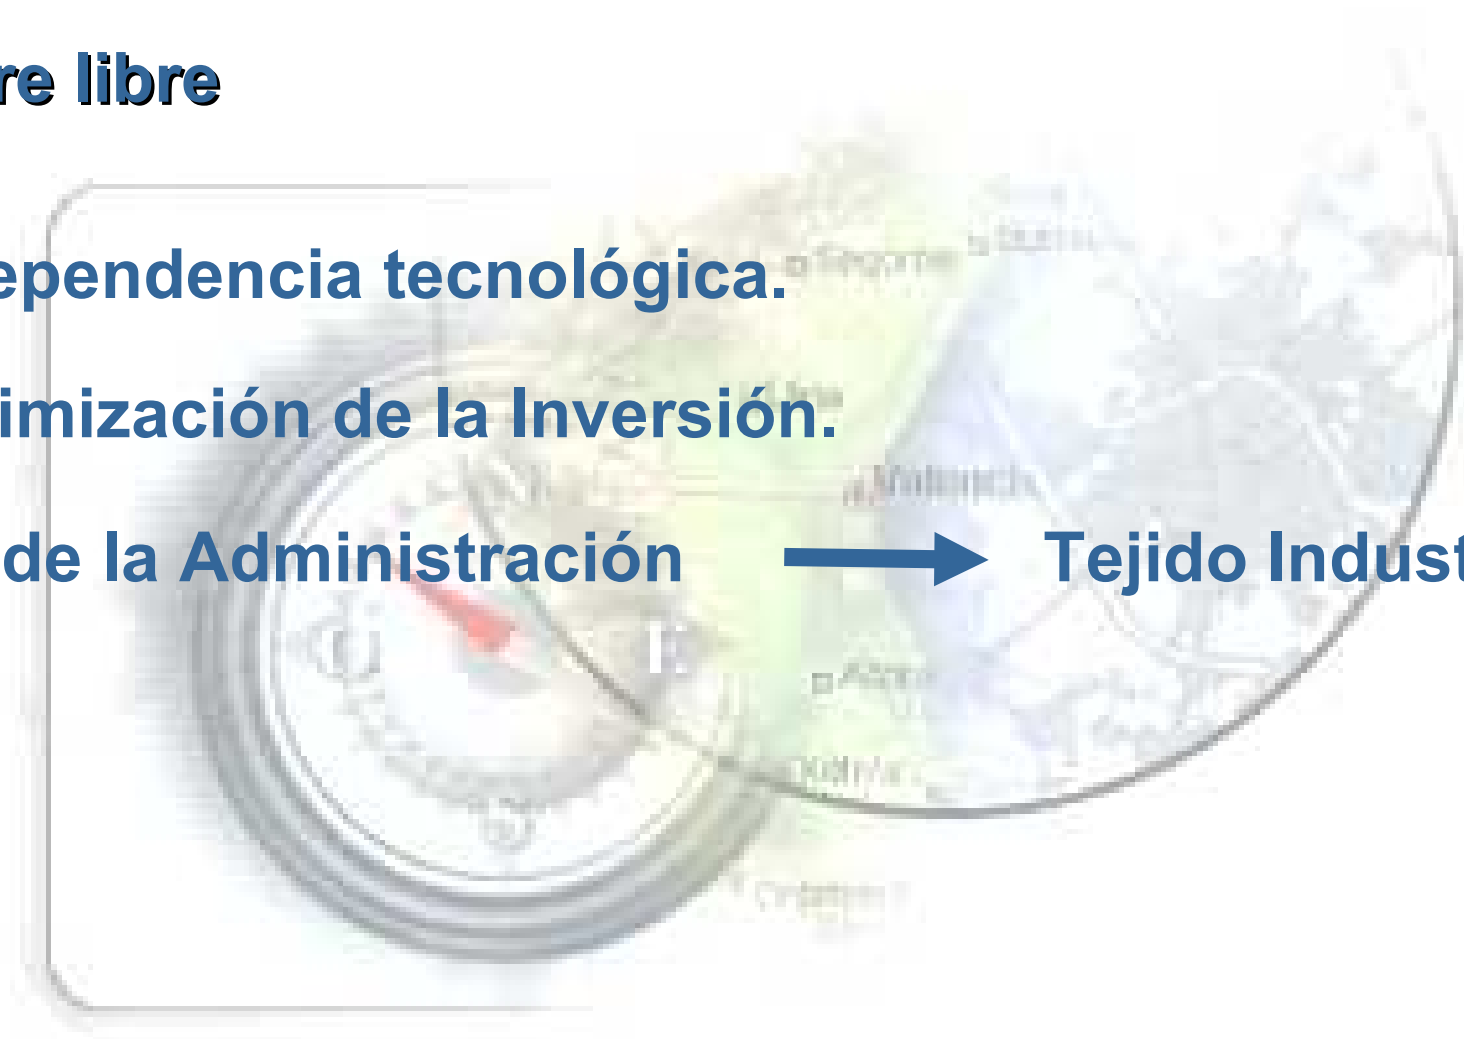 re libre
ependencia tecnológica.
imización de la Inversión.
de la Administración Tejido Indust
E